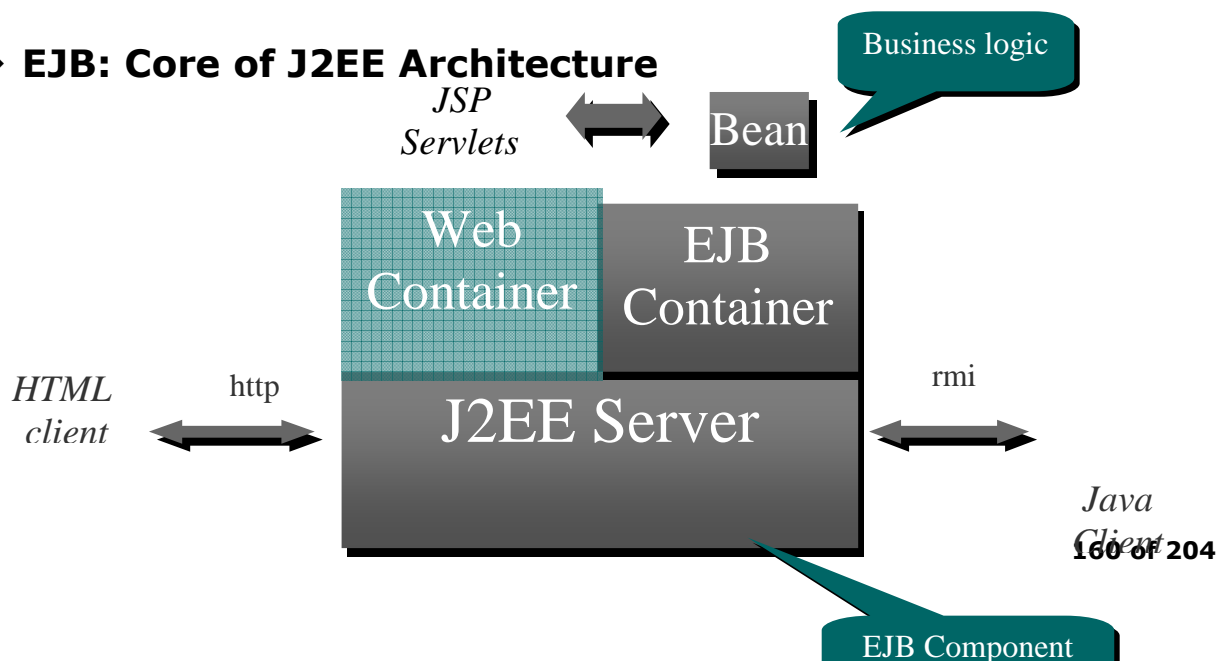 EJB: Core of J2EE Architecture
Business logic
JSP
Servlets
Bean
Web
Container
EJB
Container
HTML
client
http
J2EE Server
rmi
Java
Client
160 of 204
EJB Component